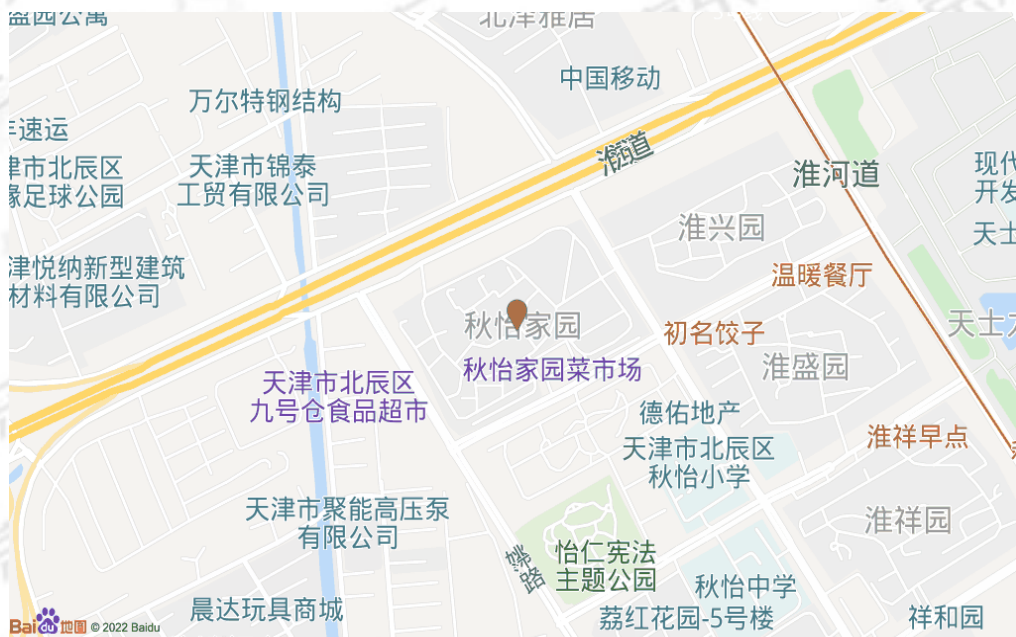 盈园公寓
北洋雅居
中国移动
万尔特钢结构
速运
津市北辰区
缘足球公园
天津市锦泰
工贸有限公司
淮河道
现代
开发
天士
淮兴园
津悦纳新型建筑
材料有限公司
温暖餐厅
秋怡家园
初名饺子
天士力
秋怡家园菜市场
淮盛园
天津市北辰区
九号仓食品超市
德佑地产
淮祥早点
天津市北辰区
秋怡小学
天津市聚能高压泵
有限公司
淮祥园
怡仁宪法
主题公园
路
秋怡中学
晨达玩具商城
荔红花园-5号楼
祥和园
Bai du 地图 © 2022 Baidu